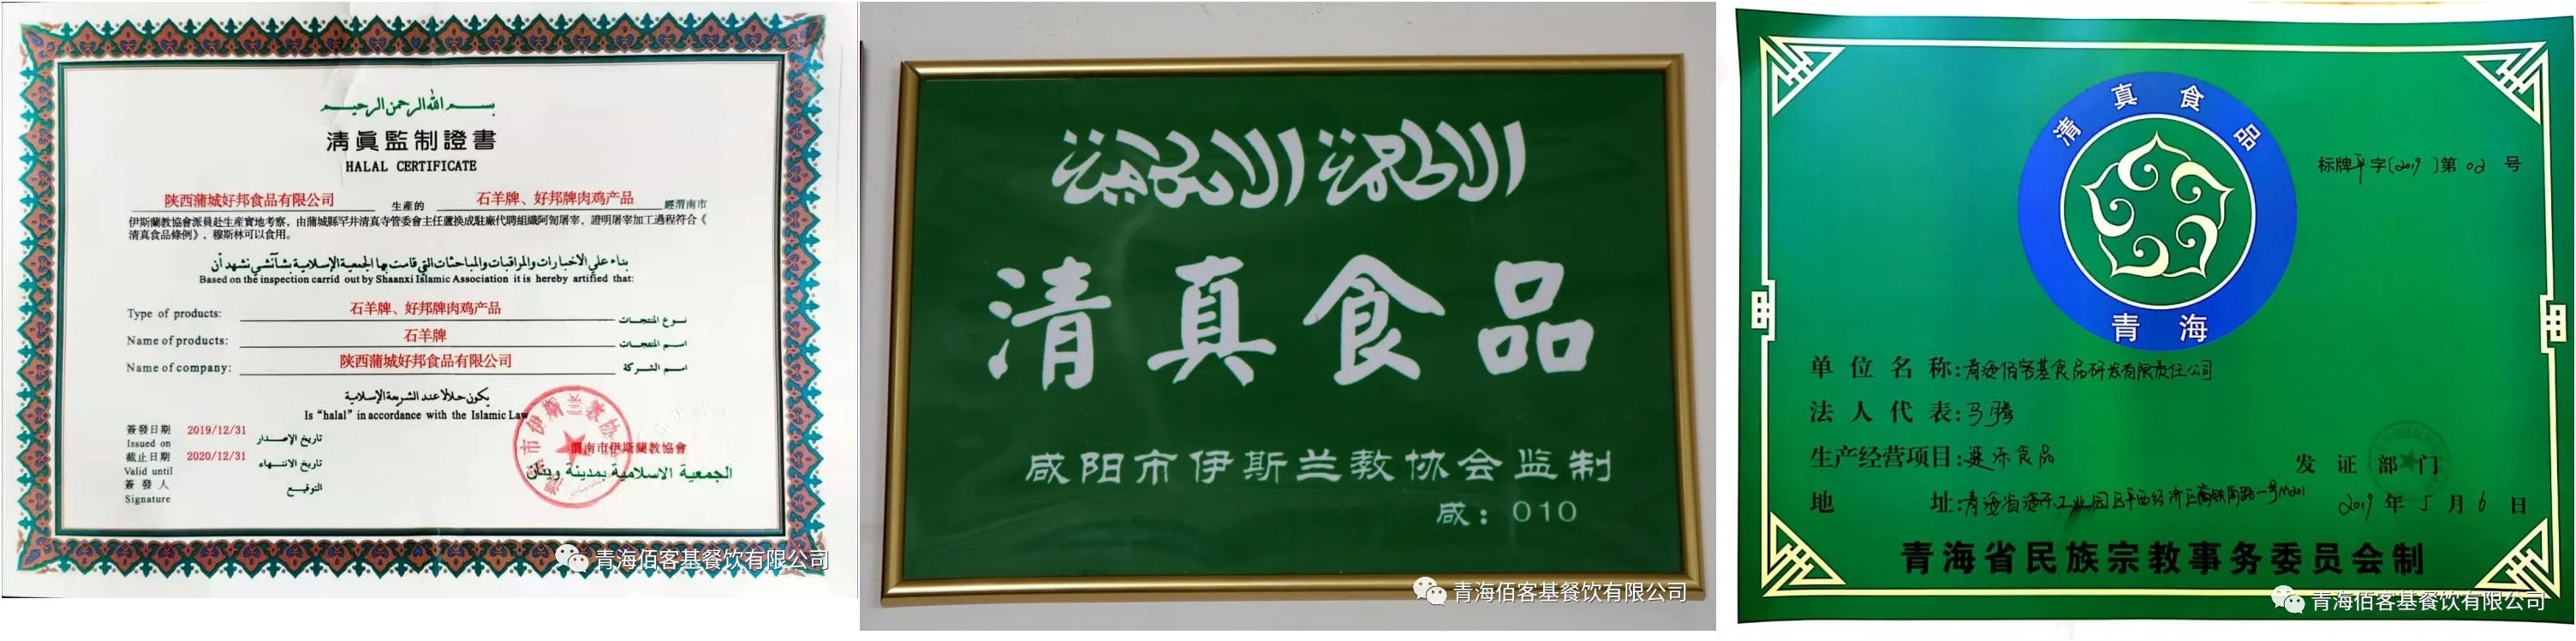 بسم الله الرحمن الرحيم
清眞監制證書
HALAL CERTIFICATE
陕西蒲城好邦食品有限公司 生產的 石羊牌、好邦牌肉鸡产品 經渭南市
伊斯蘭教協會派員赴生產實地考察，由蒲城縣罕井清真寺管委會主任蘆换成駐廠代聘組織阿訇屠宰，證明屠宰加工過程符合《
清真食品條例》、穆斯林可以食用。
بناء علي الاخبارات والمراقبات والمباحثات التي قامت بها الجمعية الإسلامية بشآنشي نشهد أن
Based on the inspection carrid out by Shaanxi Islamic Association it is hereby artified that:
Type of products: 石羊牌、好邦牌肉鸡产品 نوع المنتجات
Name of products: 石羊牌 اسم المنتجات
Name of company: 陕西蒲城好邦食品有限公司 اسم الشركة
يكون حلالا عند الشرعة الإسلامية
Is "halal" in accordance with the Islamic Law
簽發日期 2019/12/31 تاريخ الإصدار
Issued on
截止日期 2020/12/31 تاريخ الانتهاء
Valid until
簽發人 التوقيع
Signature
渭南市伊斯蘭教協會
الجمعية الاسلامية بمدينة وينان
青海佰客基餐饮有限公司
清真食品
咸阳市伊斯兰教协会监制
咸：010
青海佰客基餐饮有限公司
清真食品
青海
标牌平字[2019]第02号
单位名称:青海佰客基食品研发有限责任公司
法人代表:马腾
生产经营项目:速冻食品
发证部门
地址:青海省海东工业园区平西经济区高铁南路一号
2019年5月6日
青海省民族宗教事务委员会制
青海佰客基餐饮有限公司